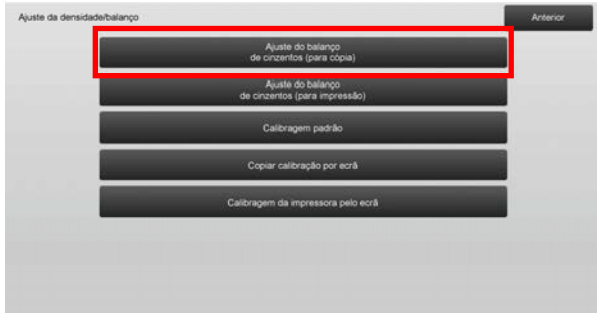 Ajuste da densidade/balanço
Anterior
Ajuste do balanço
de cinzentos (para cópia)
Ajuste do balanço
de cinzentos (para impressão)
Calibragem padrão
Copiar calibração por ecrã
Calibragem da impressora pelo ecrã